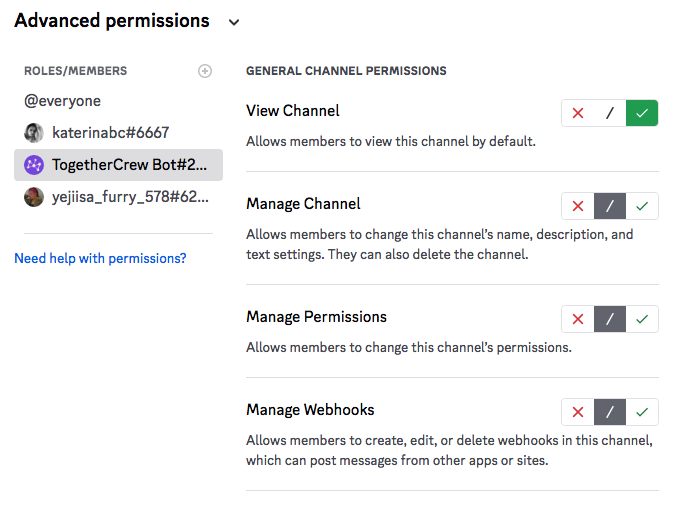 Advanced permissions
ROLES/MEMBERS
@everyone
katerinabc#6667
TogetherCrew Bot#2...
yejiisa_furry_578#62...
Need help with permissions?
GENERAL CHANNEL PERMISSIONS
View Channel
Allows members to view this channel by default.
Manage Channel
Allows members to change this channel's name, description, and
text settings. They can also delete the channel.
Manage Permissions
Allows members to change this channel's permissions.
Manage Webhooks
Allows members to create, edit, or delete webhooks in this channel,
which can post messages from other apps or sites.